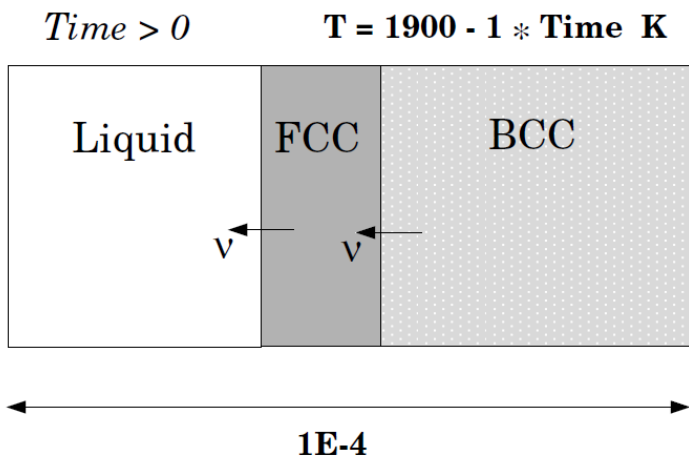 Time > 0 T = 1900 - 1 * Time K
Liquid FCC BCC
ν ν
1E-4